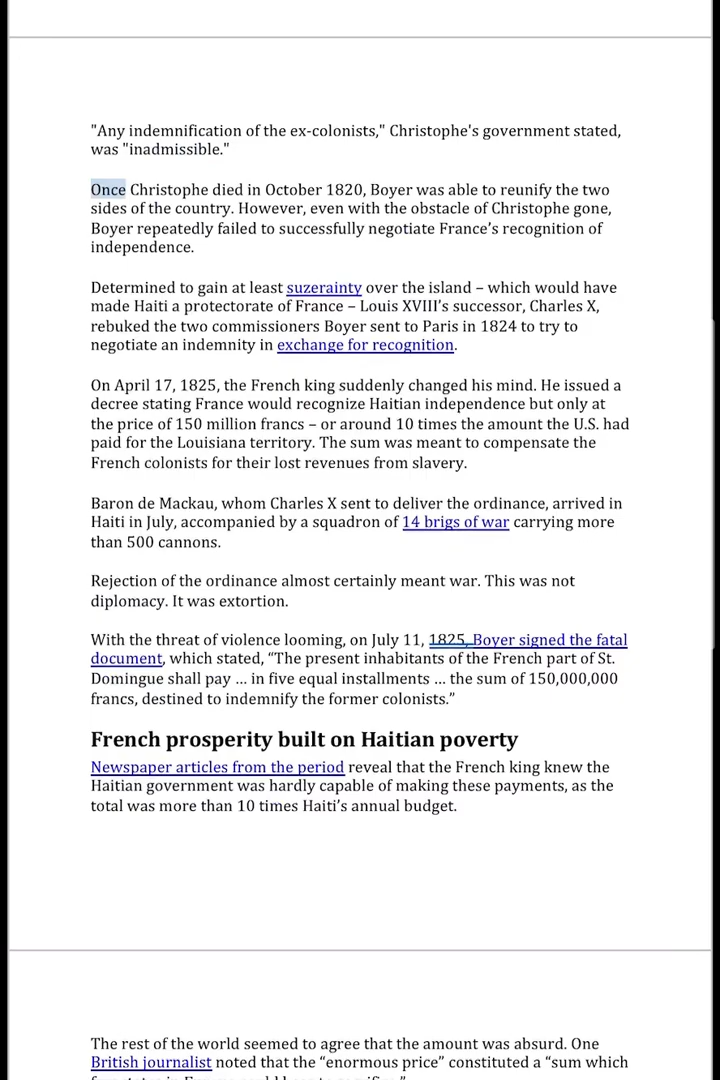 "Any indemnification of the ex-colonists," Christophe's government stated,
was "inadmissible."
Once Christophe died in October 1820, Boyer was able to reunify the two
sides of the country. However, even with the obstacle of Christophe gone,
Boyer repeatedly failed to successfully negotiate France’s recognition of
independence.
Determined to gain at least suzerainty over the island – which would have
made Haiti a protectorate of France – Louis XVIII’s successor, Charles X,
rebuked the two commissioners Boyer sent to Paris in 1824 to try to
negotiate an indemnity in exchange for recognition.
On April 17, 1825, the French king suddenly changed his mind. He issued a
decree stating France would recognize Haitian independence but only at
the price of 150 million francs – or around 10 times the amount the U.S. had
paid for the Louisiana territory. The sum was meant to compensate the
French colonists for their lost revenues from slavery.
Baron de Mackau, whom Charles X sent to deliver the ordinance, arrived in
Haiti in July, accompanied by a squadron of 14 brigs of war carrying more
than 500 cannons.
Rejection of the ordinance almost certainly meant war. This was not
diplomacy. It was extortion.
With the threat of violence looming, on July 11, 1825, Boyer signed the fatal
document, which stated, “The present inhabitants of the French part of St.
Domingue shall pay … in five equal installments … the sum of 150,000,000
francs, destined to indemnify the former colonists.”
French prosperity built on Haitian poverty
Newspaper articles from the period reveal that the French king knew the
Haitian government was hardly capable of making these payments, as the
total was more than 10 times Haiti’s annual budget.
The rest of the world seemed to agree that the amount was absurd. One
British journalist noted that the “enormous price” constituted a “sum which